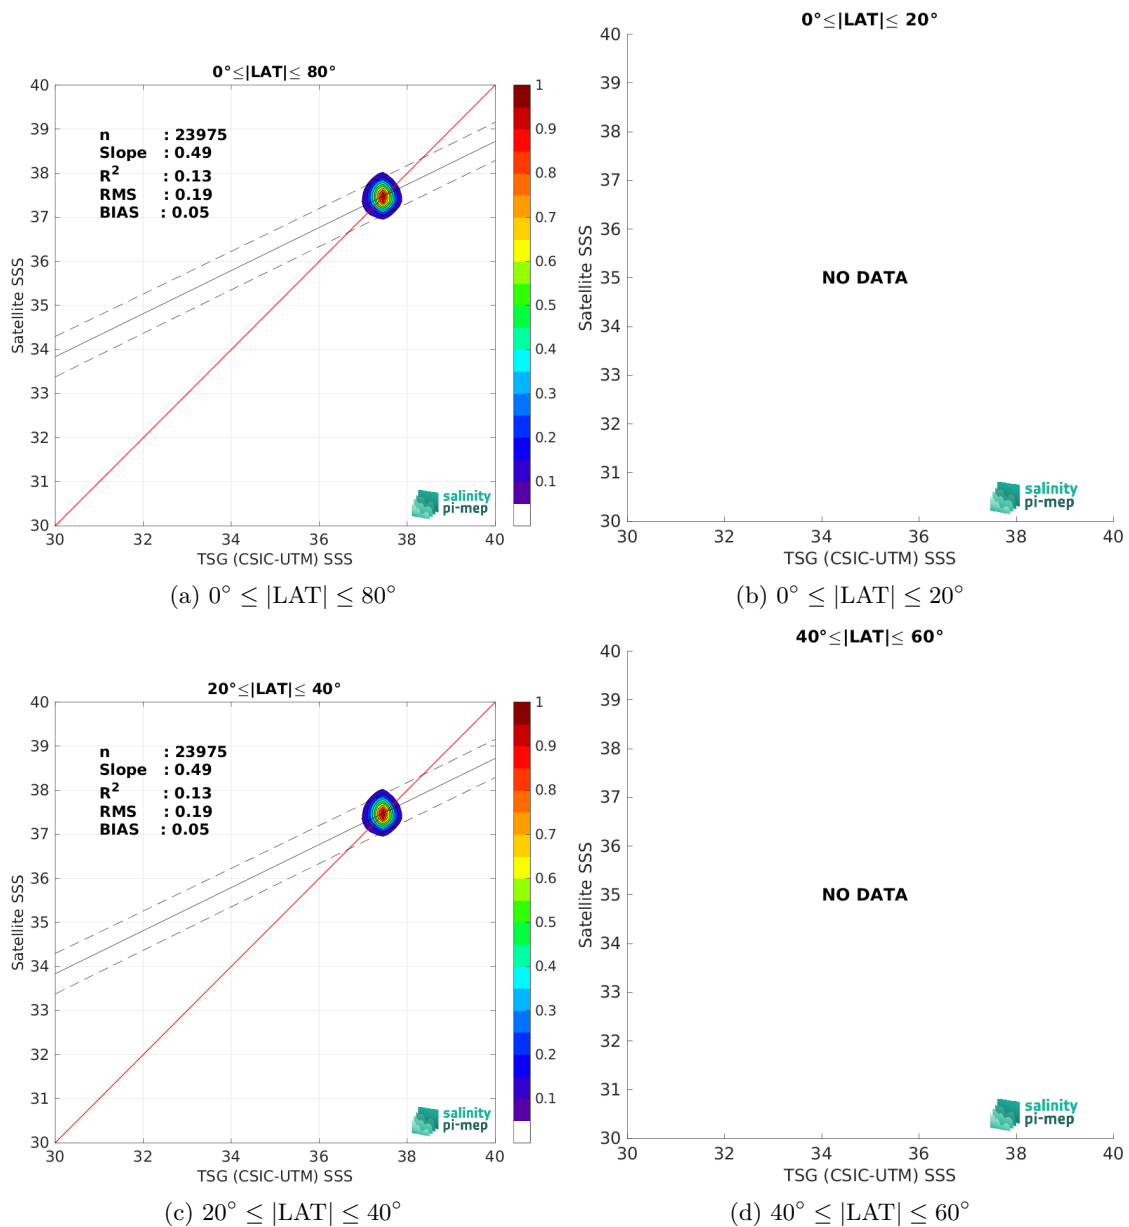 0°≤|LAT|≤ 80°
40
39
38
37
36
35
34
33
32
31
30
Satellite SSS
n : 23975
Slope : 0.49
R² : 0.13
RMS : 0.19
BIAS : 0.05
salinity
pi-mep
30 32 34 36 38 40
TSG (CSIC-UTM) SSS
1
0.9
0.8
0.7
0.6
0.5
0.4
0.3
0.2
0.1
(a) 0° ≤ |LAT| ≤ 80°
0°≤|LAT|≤ 20°
40
39
38
37
36
35
34
33
32
31
30
Satellite SSS
NO DATA
salinity
pi-mep
30 32 34 36 38 40
TSG (CSIC-UTM) SSS
(b) 0° ≤ |LAT| ≤ 20°
20°≤|LAT|≤ 40°
40
39
38
37
36
35
34
33
32
31
30
Satellite SSS
n : 23975
Slope : 0.49
R² : 0.13
RMS : 0.19
BIAS : 0.05
salinity
pi-mep
30 32 34 36 38 40
TSG (CSIC-UTM) SSS
1
0.9
0.8
0.7
0.6
0.5
0.4
0.3
0.2
0.1
(c) 20° ≤ |LAT| ≤ 40°
40°≤|LAT|≤ 60°
40
39
38
37
36
35
34
33
32
31
30
Satellite SSS
NO DATA
salinity
pi-mep
30 32 34 36 38 40
TSG (CSIC-UTM) SSS
(d) 40° ≤ |LAT| ≤ 60°